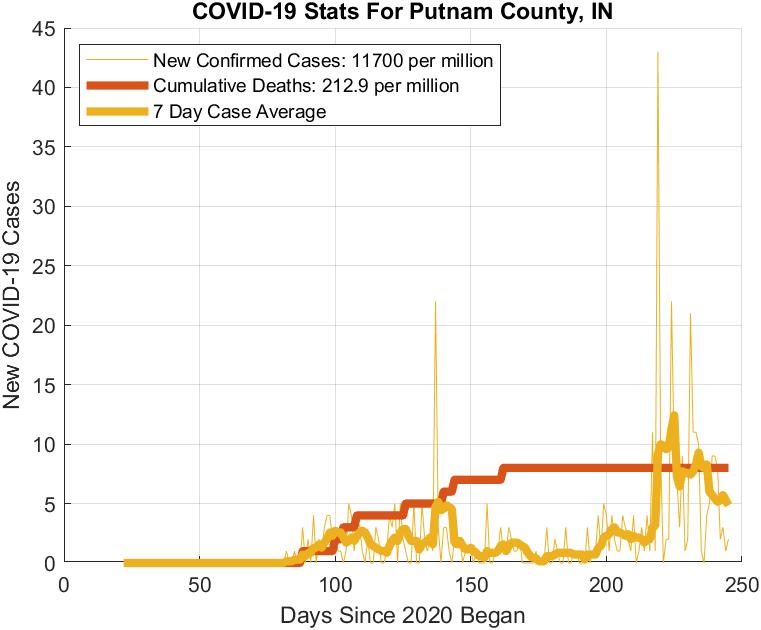 COVID-19 Stats For Putnam County, IN
New Confirmed Cases: 11700 per million
Cumulative Deaths: 212.9 per million
7 Day Case Average
New COVID-19 Cases
45
40
35
30
25
20
15
10
5
0
0 50 100 150 200 250
Days Since 2020 Began